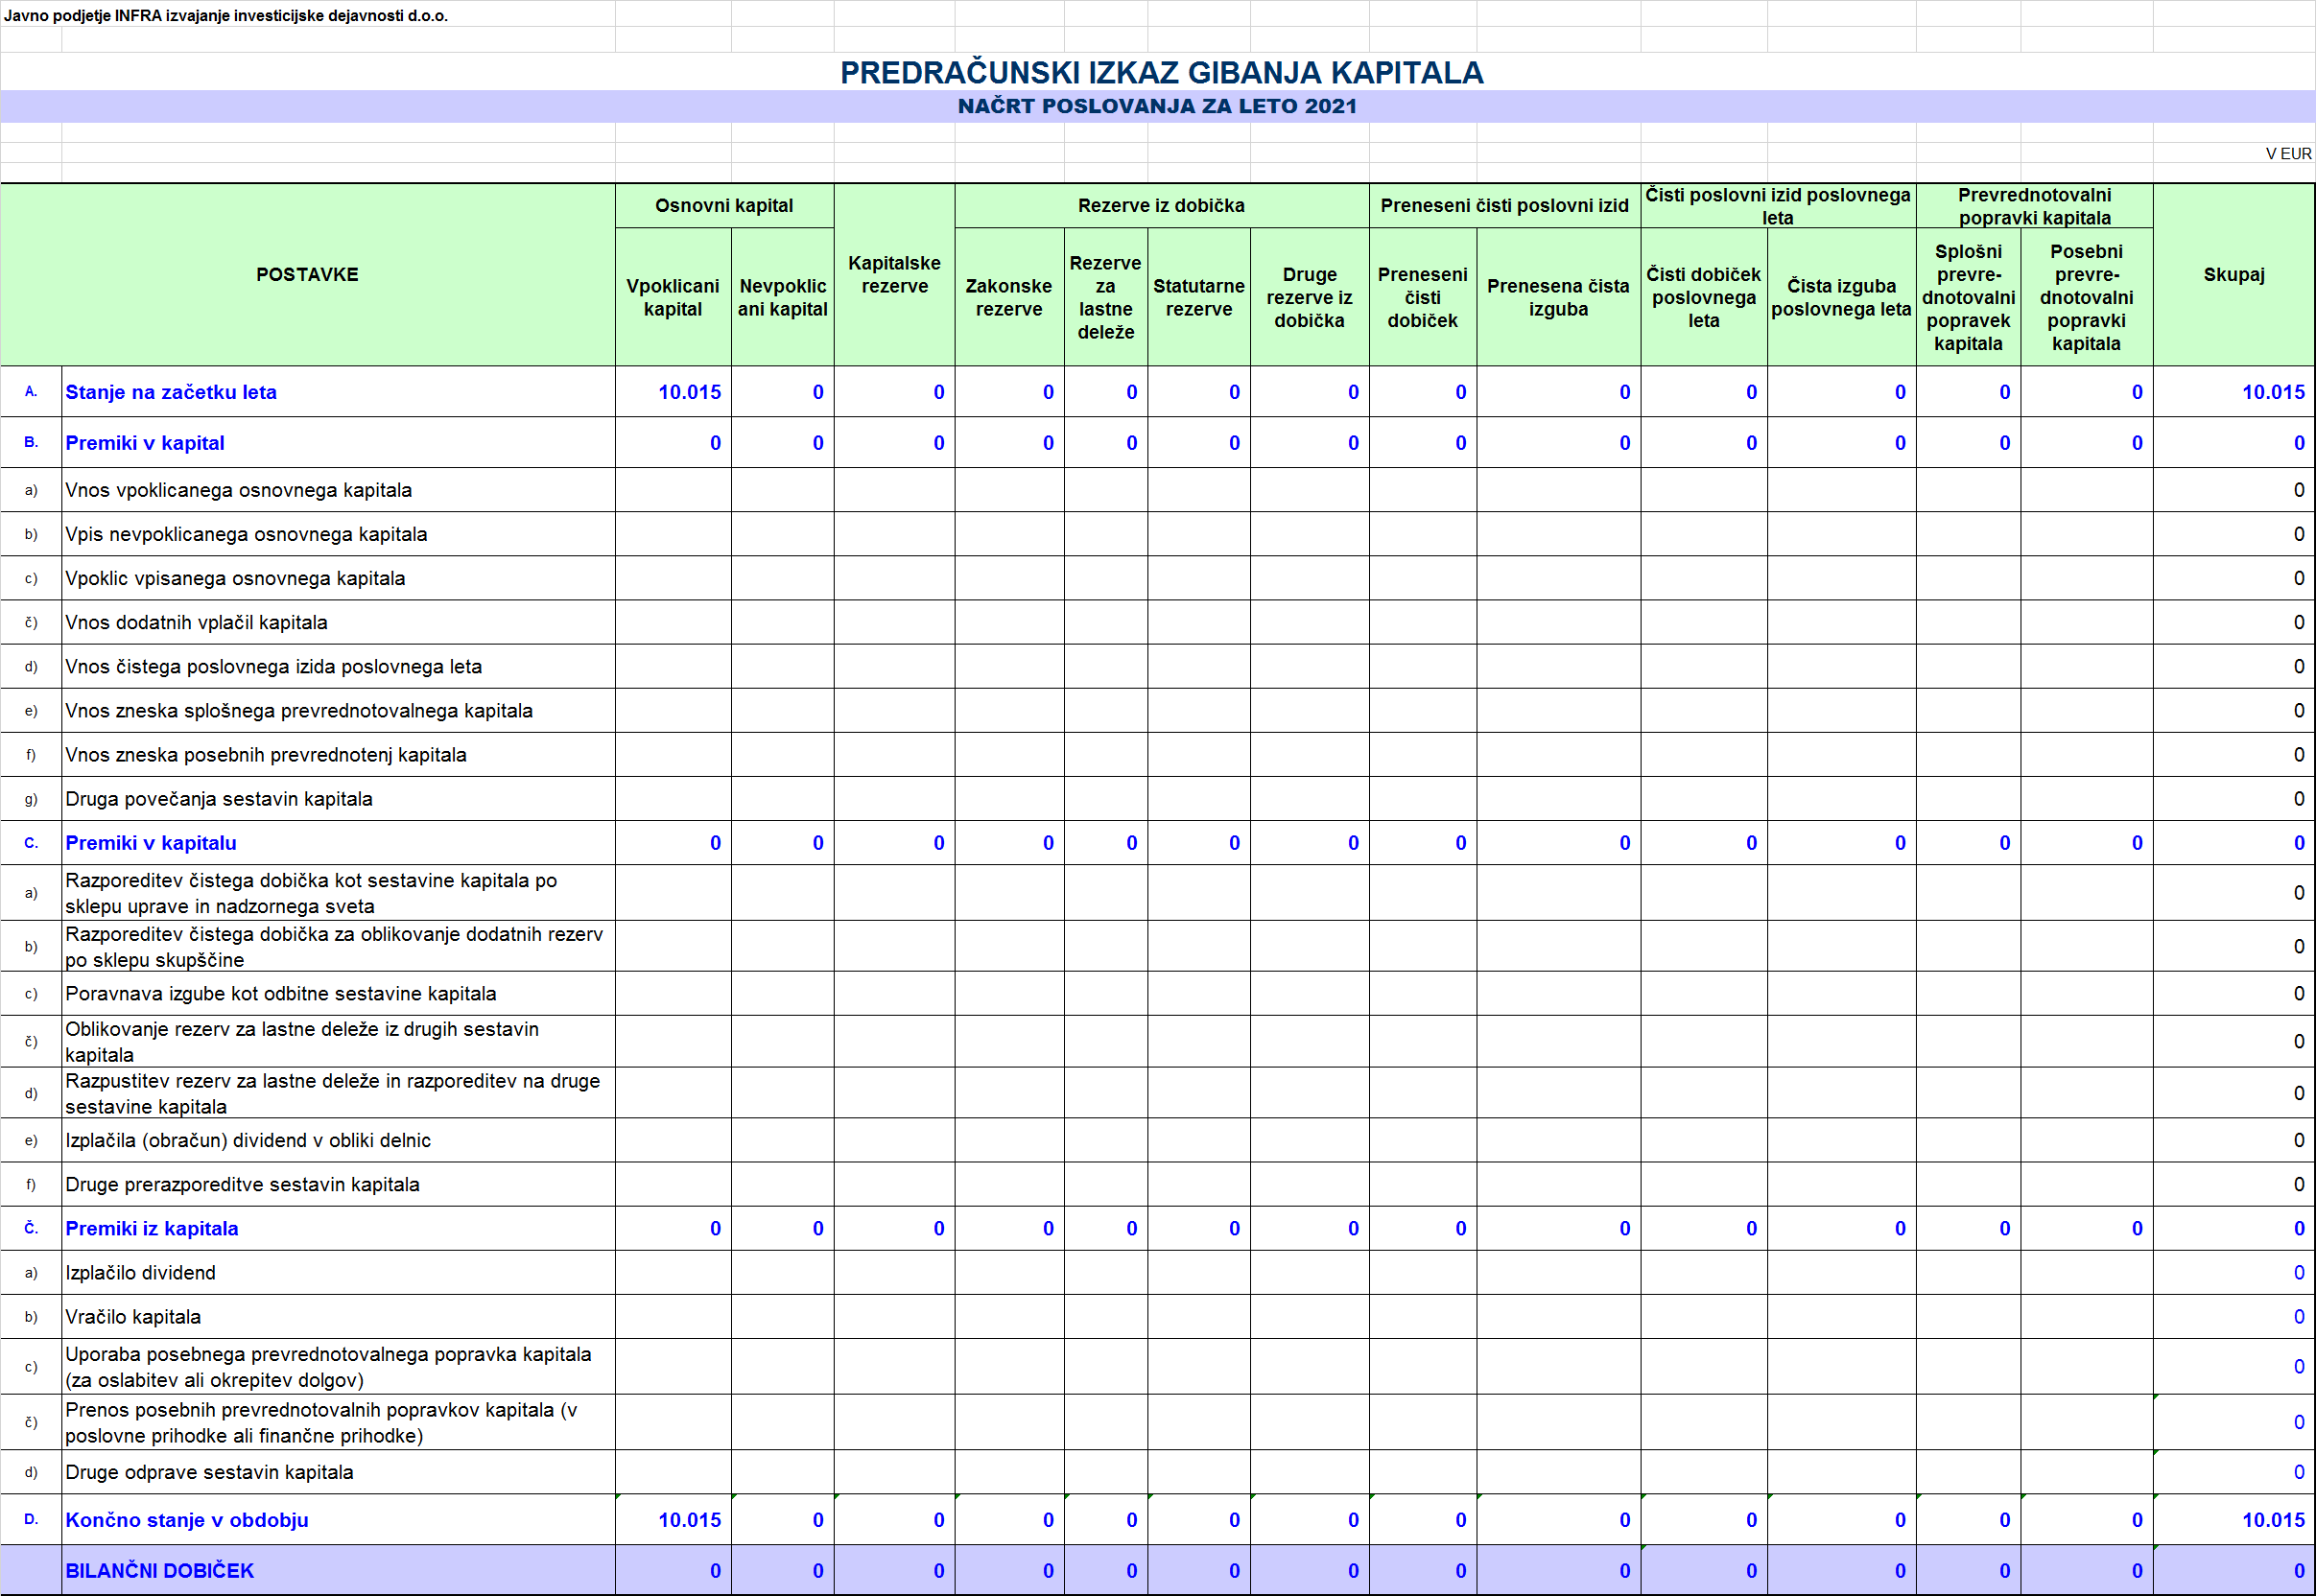 Javno podjetje INFRA izvajanje investicijske dejavnosti d.o.o.
PREDRAČUNSKI IZKAZ GIBANJA KAPITALA
NAČRT POSLOVANJA ZA LETO 2021
V EUR
POSTAVKE
Osnovni kapital
Vpoklicani
kapital
Nevpoklic
ani kapital
Kapitalske
rezerve
Rezerve iz dobička
Zakonske
rezerve
Rezerve
za
lastne
deleže
Statutarne
rezerve
Druge
rezerve iz
dobička
Preneseni čisti poslovni izid
Preneseni
čisti
dobiček
Prenesena čista
izguba
Čisti poslovni izid poslovnega
leta
Čisti dobiček
poslovnega
leta
Čista izguba
poslovnega leta
Prevrednotovalni
popravki kapitala
Splošni
prevre-
dnotovalni
popravek
kapitala
Posebni
prevre-
dnotovalni
popravki
kapitala
Skupaj
A. Stanje na začetku leta 10.015 0 0 0 0 0 0 0 0 0 0 0 0 10.015
B. Premiki v kapital 0 0 0 0 0 0 0 0 0 0 0 0 0 0
a) Vnos vpoklicanega osnovnega kapitala 0
b) Vpis nevpoklicanega osnovnega kapitala 0
c) Vpoklic vpisanega osnovnega kapitala 0
č) Vnos dodatnih vplačil kapitala 0
d) Vnos čistega poslovnega izida poslovnega leta 0
e) Vnos zneska splošnega prevrednotovalnega kapitala 0
f) Vnos zneska posebnih prevrednotenj kapitala 0
g) Druga povečanja sestavin kapitala 0
C. Premiki v kapitalu 0 0 0 0 0 0 0 0 0 0 0 0 0 0
a) Razporeditev čistega dobička kot sestavine kapitala po
sklepu uprave in nadzornega sveta 0
b) Razporeditev čistega dobička za oblikovanje dodatnih rezerv
po sklepu skupščine 0
c) Poravnava izgube kot odbitne sestavine kapitala 0
č) Oblikovanje rezerv za lastne deleže iz drugih sestavin
kapitala 0
d) Razpustitev rezerv za lastne deleže in razporeditev na druge
sestavine kapitala 0
e) Izplačila (obračun) dividend v obliki delnic 0
f) Druge prerazporeditve sestavin kapitala 0
Č. Premiki iz kapitala 0 0 0 0 0 0 0 0 0 0 0 0 0 0
a) Izplačilo dividend 0
b) Vračilo kapitala 0
c) Uporaba posebnega prevrednotovalnega popravka kapitala
(za oslabitev ali okrepitev dolgov) 0
č) Prenos posebnih prevrednotovalnih popravkov kapitala (v
poslovne prihodke ali finančne prihodke) 0
d) Druge odprave sestavin kapitala 0
D. Končno stanje v obdobju 10.015 0 0 0 0 0 0 0 0 0 0 0 0 10.015
BILANČNI DOBIČEK 0 0 0 0 0 0 0 0 0 0 0 0 0 0